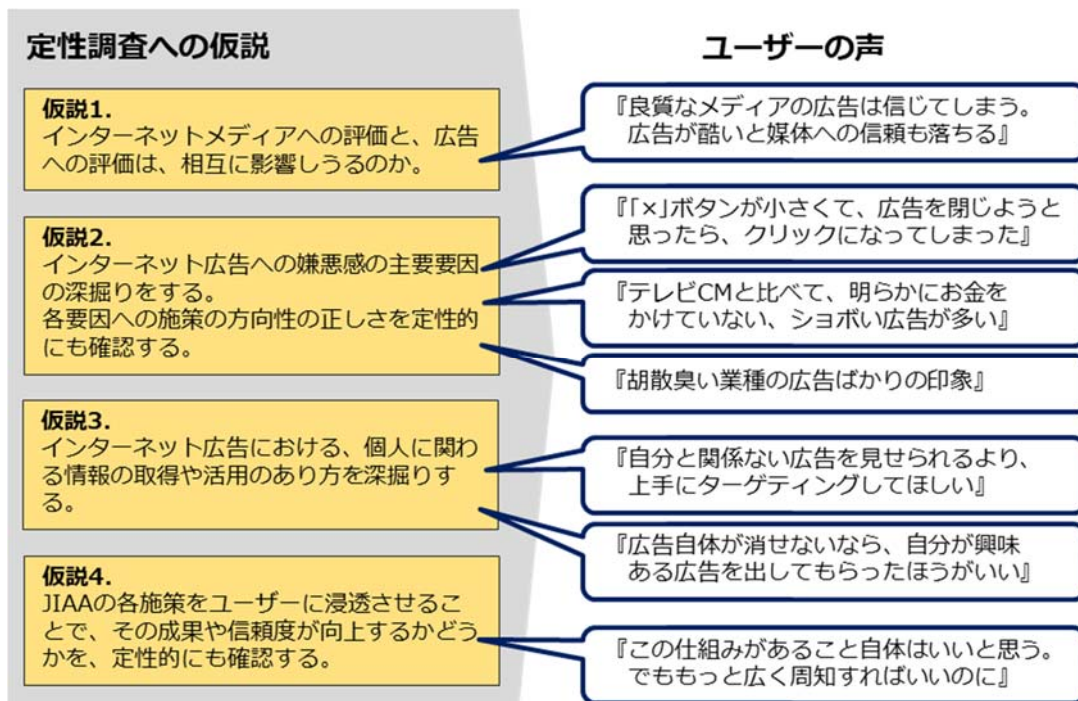 定性調査への仮説
ユーザーの声
仮説1.
インターネットメディアへの評価と、広告
への評価は、相互に影響しうるのか。
『良質なメディアの広告は信じてしまう。
広告が酷いと媒体への信頼も落ちる』
仮説2.
インターネット広告への嫌悪感の主要要因
の深掘りをする。
各要因への施策の方向性の正しさを定性的
にも確認する。
『「×」ボタンが小さくて、広告を閉じようと
思ったら、クリックになってしまった』
『テレビCMと比べて、明らかにお金を
かけていない、ショボい広告が多い』
『胡散臭い業種の広告ばかりの印象』
仮説3.
インターネット広告における、個人に関わ
る情報の取得や活用のあり方を深掘りす
る。
『自分と関係ない広告を見せられるより、
上手にターゲティングしてほしい』
『広告自体が消せないなら、自分が興味
ある広告を出してもらったほうがいい』
仮説4.
JIAAの各施策をユーザーに浸透させるこ
とで、その成果や信頼度が向上するかどう
かを、定性的にも確認する。
『この仕組みがあること自体はいいと思う。
でももっと広く周知すればいいのに』